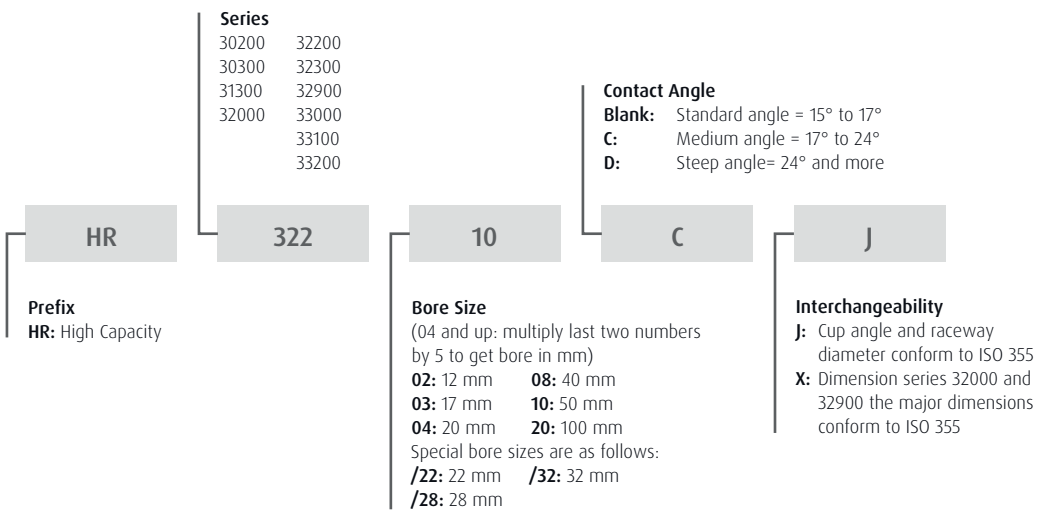 Series
30200 32200
30300 32300
31300 32900
32000 33000
33100
33200
Contact Angle
Blank: Standard angle = 15° to 17°
C: Medium angle = 17° to 24°
D: Steep angle= 24° and more
HR 322 10 C J
Prefix
HR: High Capacity
Bore Size
(04 and up: multiply last two numbers
by 5 to get bore in mm)
02: 12 mm 08: 40 mm
03: 17 mm 10: 50 mm
04: 20 mm 20: 100 mm
Special bore sizes are as follows:
/22: 22 mm /32: 32 mm
/28: 28 mm
Interchangeability
J: Cup angle and raceway
diameter conform to ISO 355
X: Dimension series 32000 and
32900 the major dimensions
conform to ISO 355